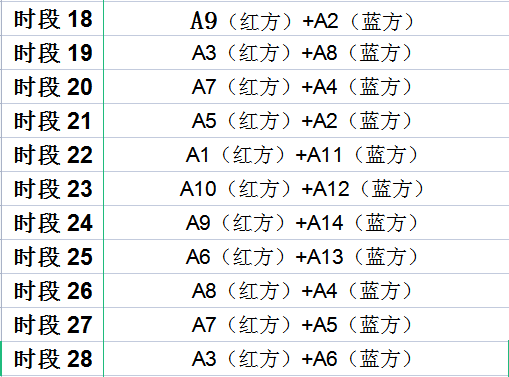 时段 18 A9（红方）+A2（蓝方）
时段 19 A3（红方）+A8（蓝方）
时段 20 A7（红方）+A4（蓝方）
时段 21 A5（红方）+A2（蓝方）
时段 22 A1（红方）+A11（蓝方）
时段 23 A10（红方）+A12（蓝方）
时段 24 A9（红方）+A14（蓝方）
时段 25 A6（红方）+A13（蓝方）
时段 26 A8（红方）+A4（蓝方）
时段 27 A7（红方）+A5（蓝方）
时段 28 A3（红方）+A6（蓝方）